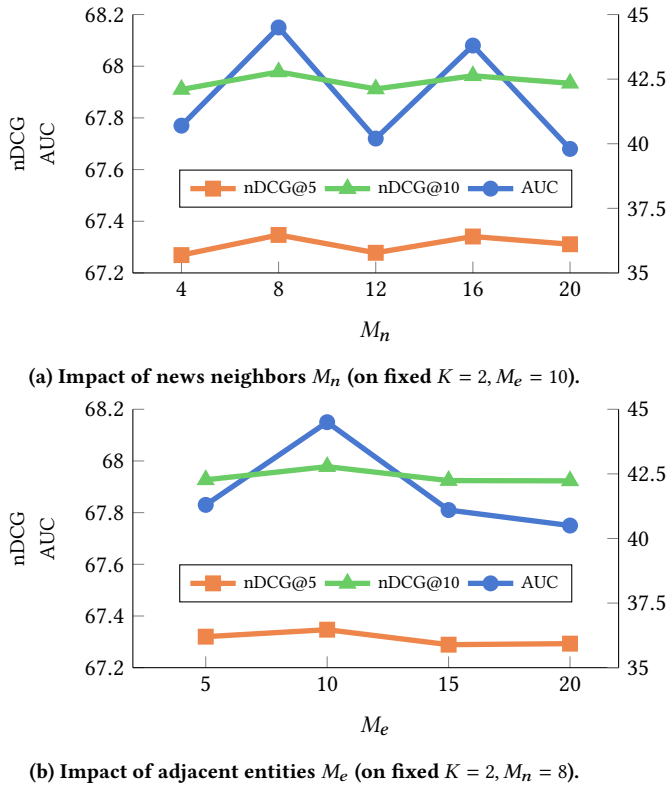 68.2
68
67.8
67.6
67.4
67.2
nDCG
AUC
45
42.5
40
37.5
35
nDCG@5 nDCG@10 AUC
4 8 12 16 20
M_n
(a) Impact of news neighbors M_n (on fixed K = 2, M_e = 10).
68.2
68
67.8
67.6
67.4
67.2
nDCG
AUC
45
42.5
40
37.5
35
nDCG@5 nDCG@10 AUC
5 10 15 20
M_e
(b) Impact of adjacent entities M_e (on fixed K = 2, M_n = 8).